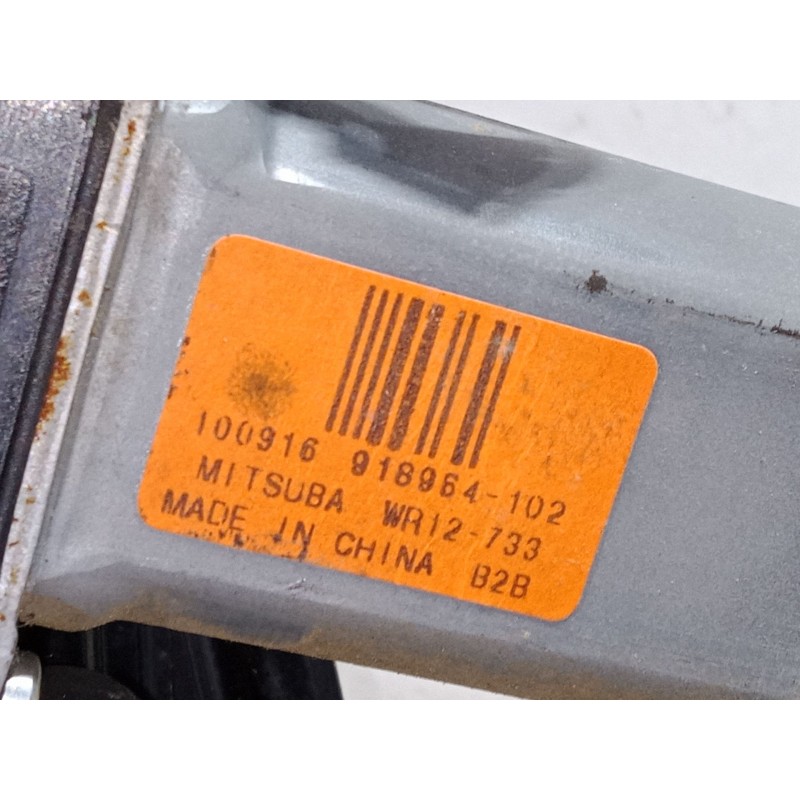 100916 918964-102
MITSUBA WR12-733
MADE IN CHINA B2B